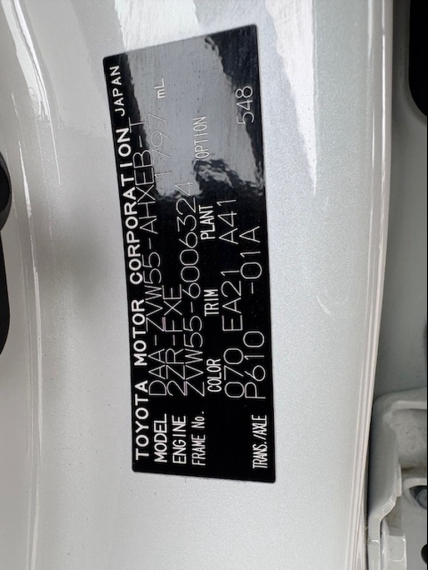 TOYOTA MOTOR CORPORATION JAPAN
MODEL DAA-ZVW55-AHXEB-T
ENGINE 2ZR-FXE 1797 mL
FRAME No. ZVW55-6006324
COLOR TRIM PLANT OPTION
070 EA21 A41 548
TRANS./AXLE P610 -01A